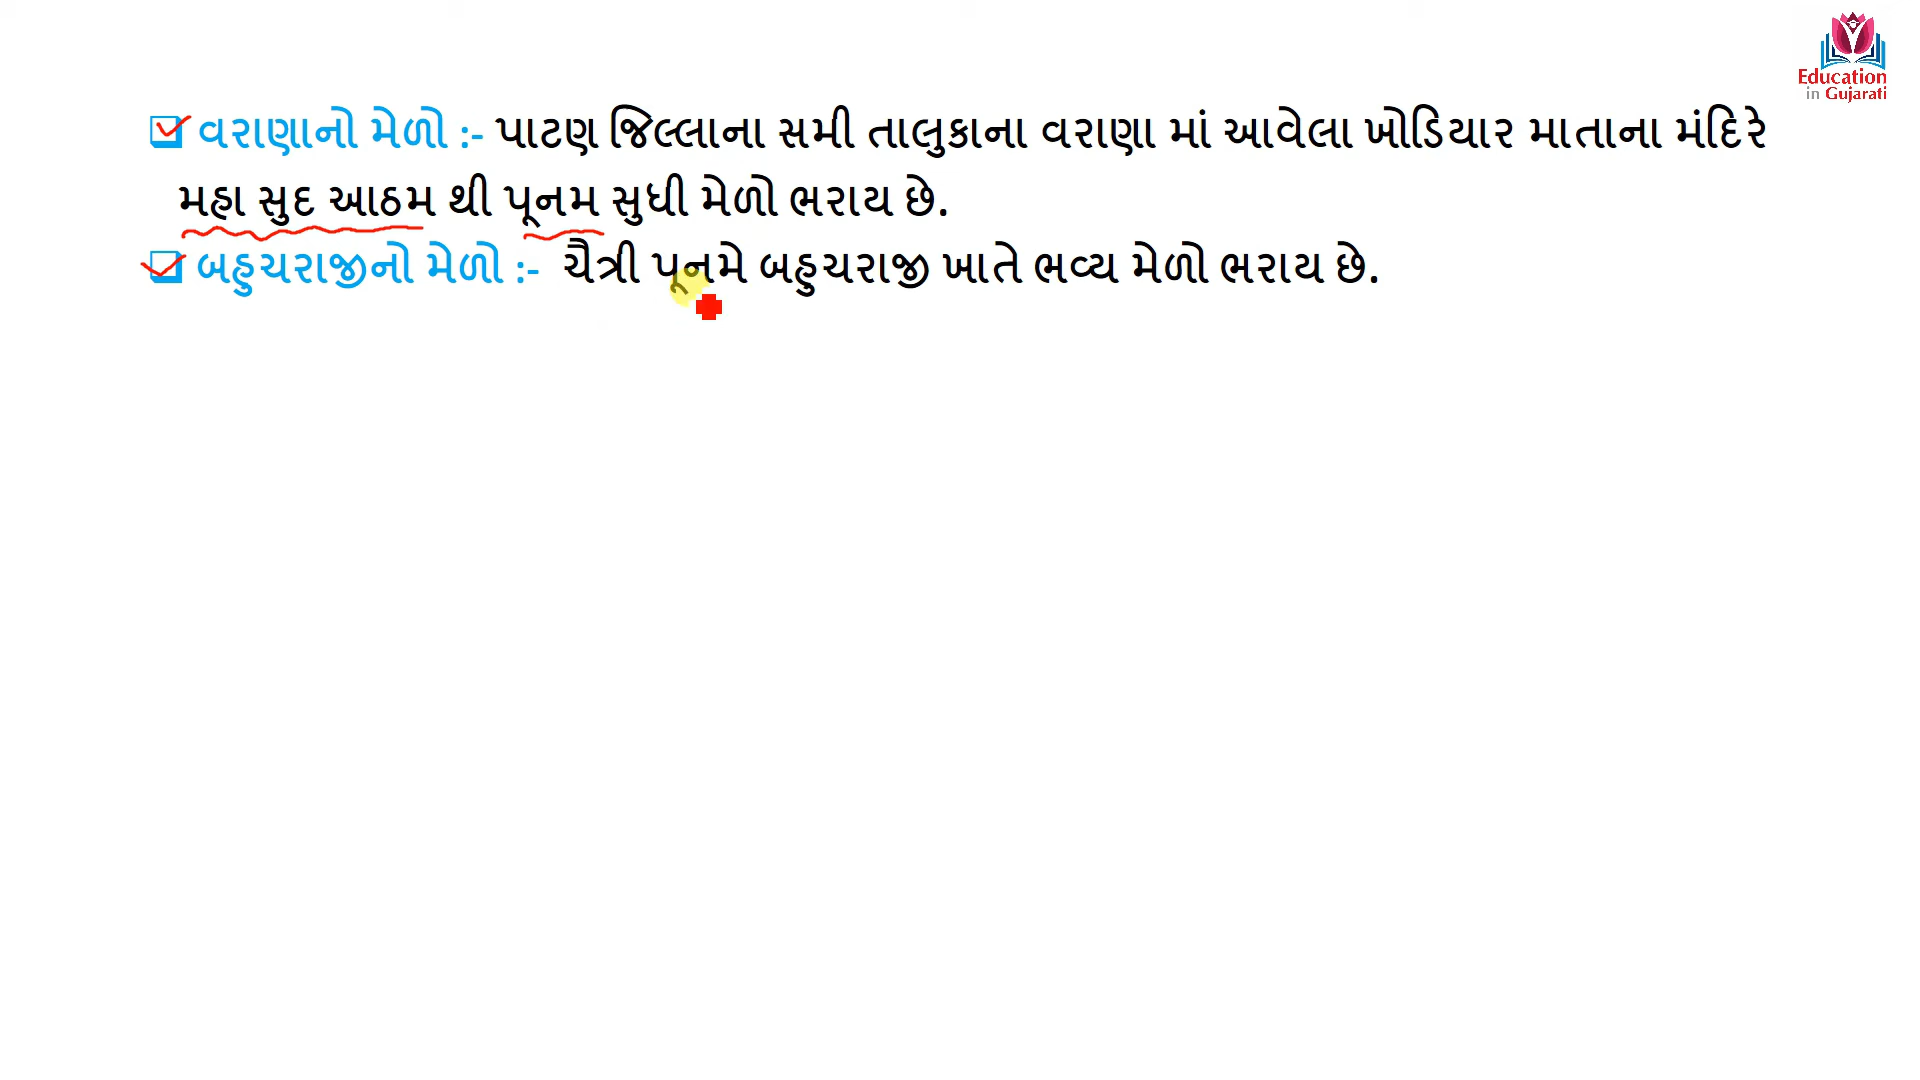 Education
in Gujarati
વરાણાનો મેળો :- પાટણ જિલ્લાના સમી તાલુકાના વરાણા માં આવેલા ખોડિયાર માતાના મંદિરે
મહા સુદ આઠમ થી પૂનમ સુધી મેળો ભરાય છે.
બહુચરાજીનો મેળો :- ચૈત્રી પૂનમે બહુચરાજી ખાતે ભવ્ય મેળો ભરાય છે.